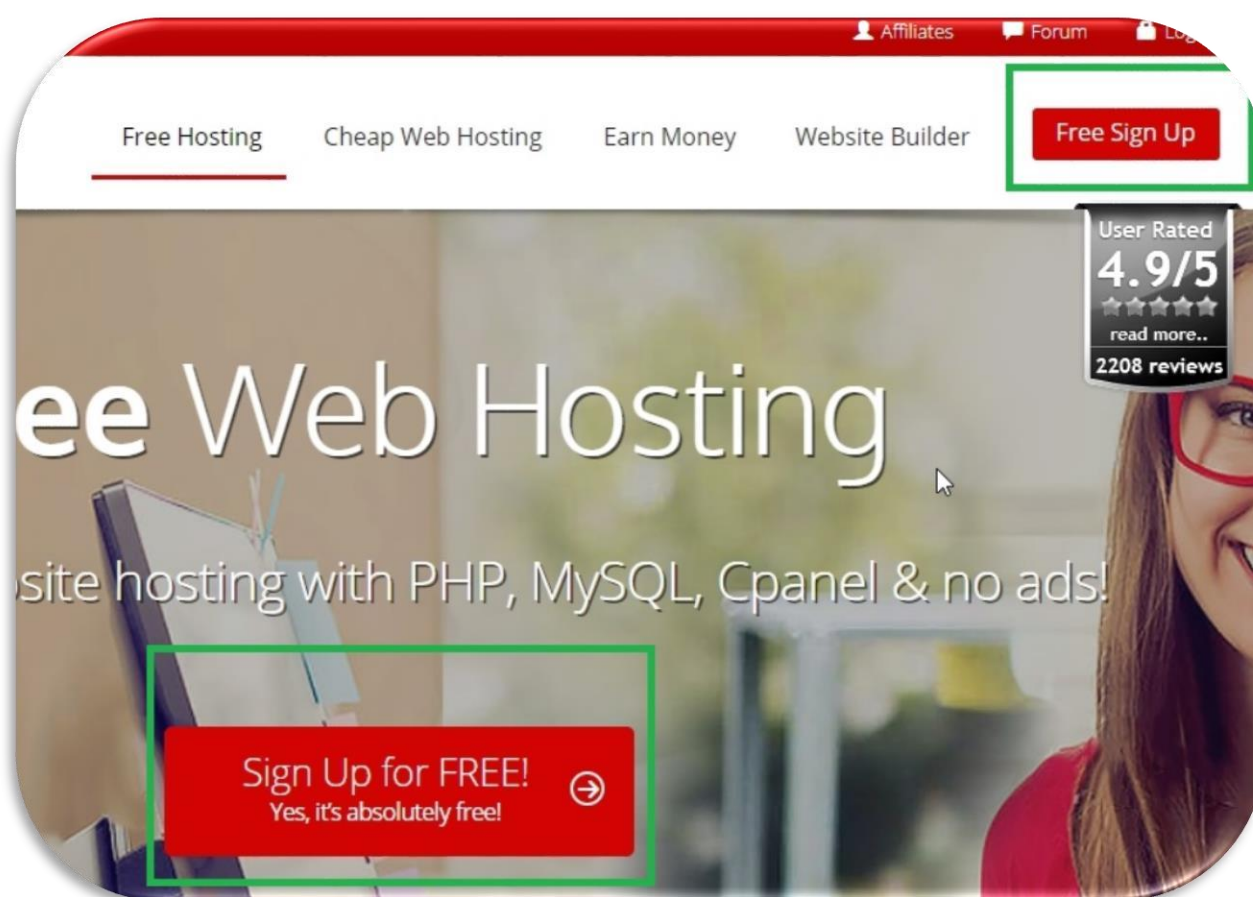 Affiliates Forum
Free Hosting Cheap Web Hosting Earn Money Website Builder Free Sign Up
User Rated
4.9/5
read more..
2208 reviews
ee Web Hosting
site hosting with PHP, MySQL, Cpanel & no ads!
Sign Up for FREE!
Yes, it's absolutely free!